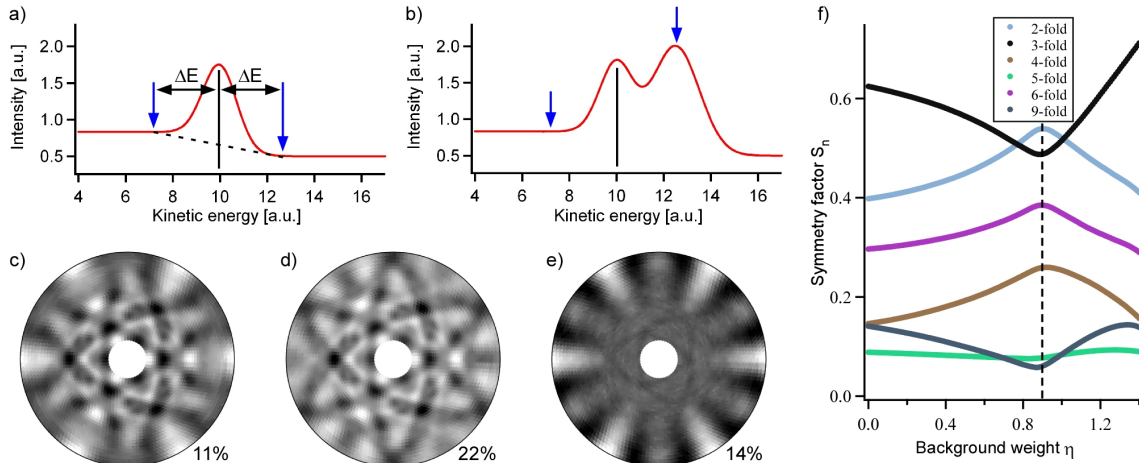 a)
Intensity [a.u.]
2.0
1.5
1.0
0.5
ΔE
ΔE
4 6 8 10 12 14 16
Kinetic energy [a.u.]
b)
Intensity [a.u.]
2.0
1.5
1.0
0.5
4 6 8 10 12 14 16
Kinetic energy [a.u.]
c)
11%
d)
22%
e)
14%
f)
2-fold
3-fold
4-fold
5-fold
6-fold
9-fold
Symmetry factor Sₙ
0.6
0.4
0.2
0.0
0.0 0.4 0.8 1.2
Background weight η